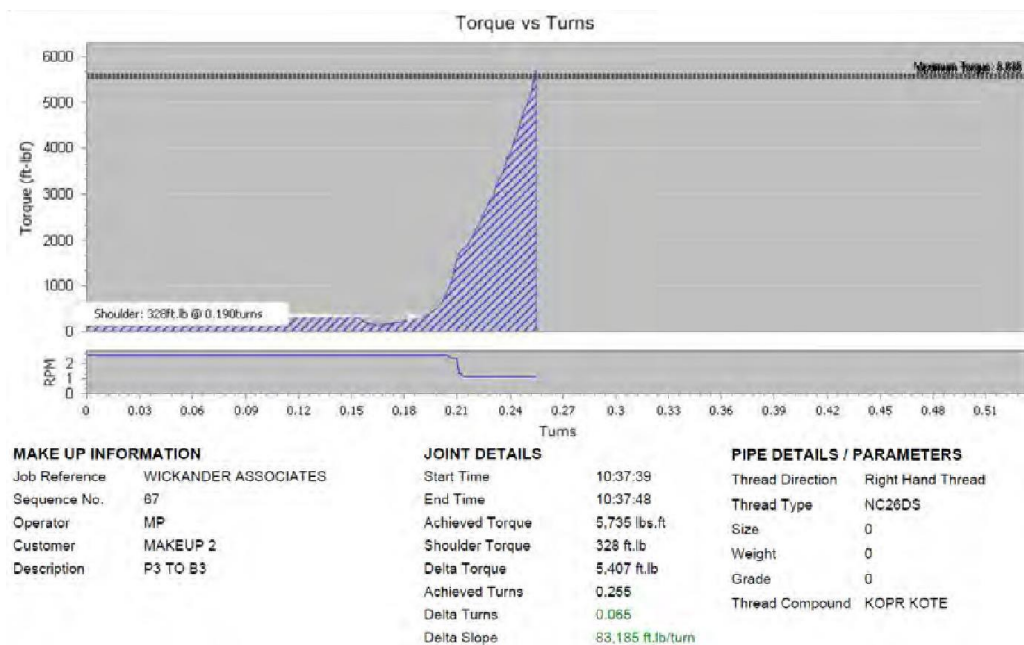 Torque vs Turns
6000
5000
4000
3000
2000
1000
0
Torque (ft-lbf)
Shoulder: 328ft.lb @ 0.190turns
RPM
2
1
0
0 0.03 0.06 0.09 0.12 0.15 0.18 0.21 0.24 0.27 0.3 0.33 0.36 0.39 0.42 0.45 0.48 0.51
Turns
MAKE UP INFORMATION
Job Reference WICKANDER ASSOCIATES
Sequence No. 67
Operator MP
Customer MAKEUP 2
Description P3 TO B3
JOINT DETAILS
Start Time 10:37:39
End Time 10:37:48
Achieved Torque 5,735 lbs.ft
Shoulder Torque 328 ft.lb
Delta Torque 5,407 ft.lb
Achieved Turns 0.255
Delta Turns 0.065
Delta Slope 83,185 ft.lb/turn
PIPE DETAILS / PARAMETERS
Thread Direction Right Hand Thread
Thread Type NC26DS
Size 0
Weight 0
Grade 0
Thread Compound KOPR KOTE